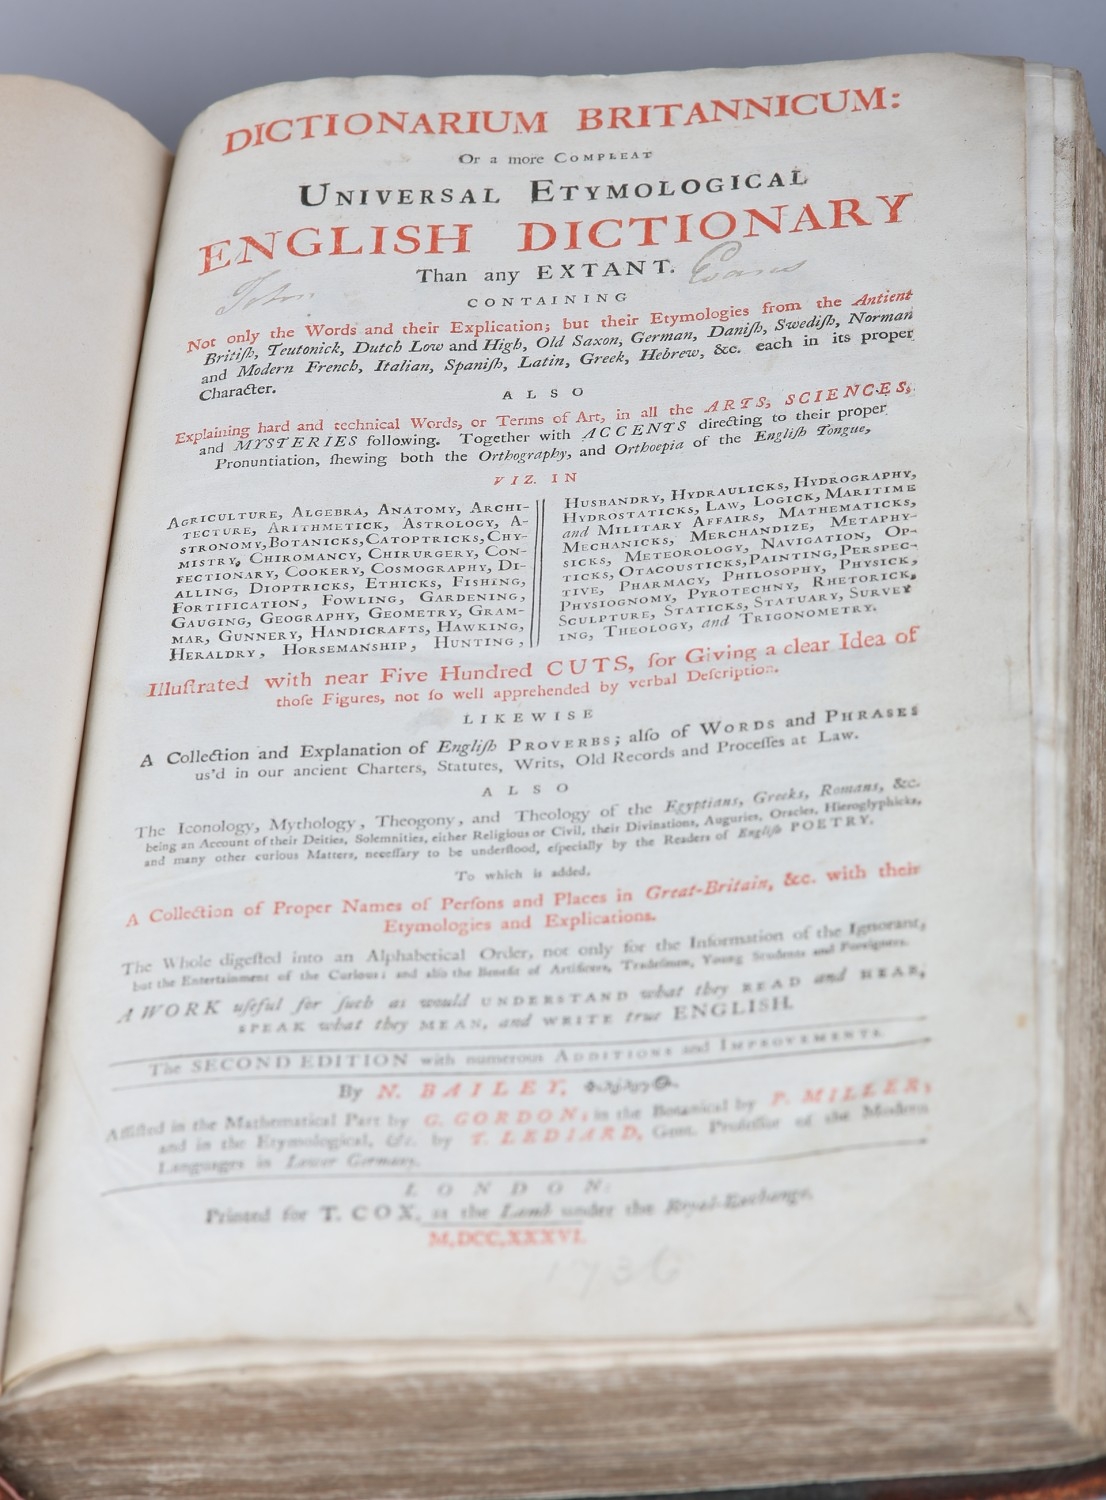 DICTIONARIUM BRITANNICUM:
Or a more COMPLEAT
UNIVERSAL ETYMOLOGICAL
ENGLISH DICTIONARY
Than any EXTANT.
John Evans
CONTAINING
Not only the Words and their Explication; but their Etymologies from the Antient
Britiſh, Teutonick, Dutch Low and High, Old Saxon, German, Daniſh, Swediſh, Norman
and Modern French, Italian, Spaniſh, Latin, Greek, Hebrew, &c. each in its proper
Character.
ALSO
Explaining hard and technical Words, or Terms of Art, in all the ARTS, SCIENCES,
and MYSTERIES following. Together with ACCENTS directing to their proper
Pronuntiation, ſhewing both the Orthography, and Orthoepia of the Engliſh Tongue,
VIZ. IN
AGRICULTURE, ALGEBRA, ANATOMY, ARCHI-
TECTURE, ARITHMETICK, ASTROLOGY, A-
STRONOMY, BOTANICKS, CATOPTRICKS, CHY-
MISTRY, CHIROMANCY, CHIRURGERY, CON-
FECTIONARY, COOKERY, COSMOGRAPHY, DI-
ALLING, DIOPTRICKS, ETHICKS, FISHING,
FORTIFICATION, FOWLING, GARDENING,
GAUGING, GEOGRAPHY, GEOMETRY, GRAM-
MAR, GUNNERY, HANDICRAFTS, HAWKING,
HERALDRY, HORSEMANSHIP, HUNTING,
HUSBANDRY, HYDRAULICKS, HYDROGRAPHY,
HYDROSTATICKS, LAW, LOGICK, MARITIME
and MILITARY AFFAIRS, MATHEMATICKS,
MECHANICKS, MERCHANDIZE, METAPHY-
SICKS, METEOROLOGY, NAVIGATION, OP-
TICKS, OTACOUSTICKS, PAINTING, PERSPEC-
TIVE, PHARMACY, PHILOSOPHY, PHYSICK,
PHYSIOGNOMY, PYROTECHNY, RHETORICK,
SCULPTURE, STATICKS, STATUARY, SURVEY
ING, THEOLOGY, and TRIGONOMETRY.
Illuſtrated with near Five Hundred CUTS, for Giving a clear Idea of
thoſe Figures, not ſo well apprehended by verbal Deſcription.
LIKEWISE
A Collection and Explanation of Engliſh PROVERBS; alſo of WORDS and PHRASES
us'd in our ancient Charters, Statutes, Writs, Old Records and Proceſſes at Law.
ALSO
The Iconology, Mythology, Theogony, and Theology of the Egyptians, Greeks, Romans, &c.
being an Account of their Deities, Solemnities, either Religious or Civil, their Divinations, Auguries, Oracles, Hieroglyphicks,
and many other curious Matters, neceſſary to be underſtood, eſpecially by the Readers of Engliſh POETRY.
To which is added,
A Collection of Proper Names of Perſons and Places in Great-Britain, &c. with their
Etymologies and Explications.
The Whole digeſted into an Alphabetical Order, not only for the Information of the Ignorant,
but the Entertainment of the Curious; and alſo the Benefit of Artificers, Tradeſmen, Young Students and Foreigners.
A WORK uſeful for ſuch as would UNDERSTAND what they READ and HEAR,
SPEAK what they MEAN, and WRITE true ENGLISH.
The SECOND EDITION with numerous ADDITIONS and IMPROVEMENTS.
By N. BAILEY,
Aſſiſted in the Mathematical Part by G. GORDON; in the Botanical by P. MILLER;
and in the Etymological, &c. by T. LEDIARD, Gent. Profeſſor of the Modern
Languages in Lower Germany.
LONDON:
Printed for T. COX, at the Lamb under the Royal-Exchange.
M,DCC,XXXVI.
1736